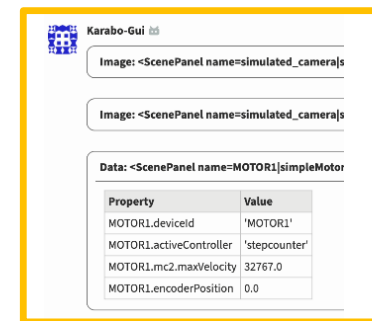 Karabo-Gui
Image: <ScenePanel name=simulated_camera|s
Image: <ScenePanel name=simulated_camera|s
Data: <ScenePanel name=MOTOR1|simpleMotor
Property Value
MOTOR1.deviceId 'MOTOR1'
MOTOR1.activeController 'stepcounter'
MOTOR1.mc2.maxVelocity 32767.0
MOTOR1.encoderPosition 0.0